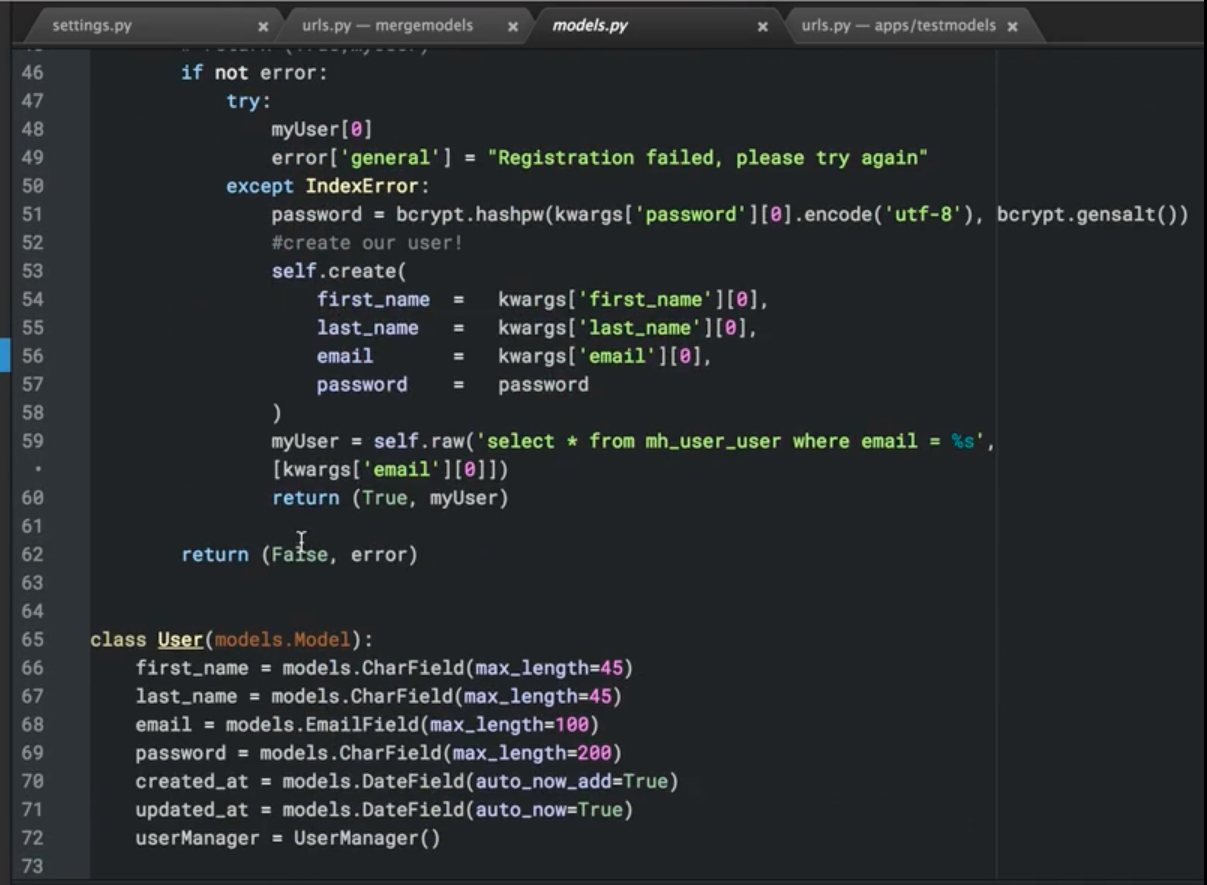 settings.py × urls.py — mergemodels × models.py × urls.py — apps/testmodels ×
46         if not error:
47             try:
48                 myUser[0]
49                 error['general'] = "Registration failed, please try again"
50             except IndexError:
51                 password = bcrypt.hashpw(kwargs['password'][0].encode('utf-8'), bcrypt.gensalt())
52                 #create our user!
53                 self.create(
54                     first_name  =   kwargs['first_name'][0],
55                     last_name   =   kwargs['last_name'][0],
56                     email       =   kwargs['email'][0],
57                     password    =   password
58                 )
59                 myUser = self.raw('select * from mh_user_user where email = %s',
•                 [kwargs['email'][0]])
60                 return (True, myUser)
61
62         return (False, error)
63
64
65 class User(models.Model):
66     first_name = models.CharField(max_length=45)
67     last_name = models.CharField(max_length=45)
68     email = models.EmailField(max_length=100)
69     password = models.CharField(max_length=200)
70     created_at = models.DateField(auto_now_add=True)
71     updated_at = models.DateField(auto_now=True)
72     userManager = UserManager()
73